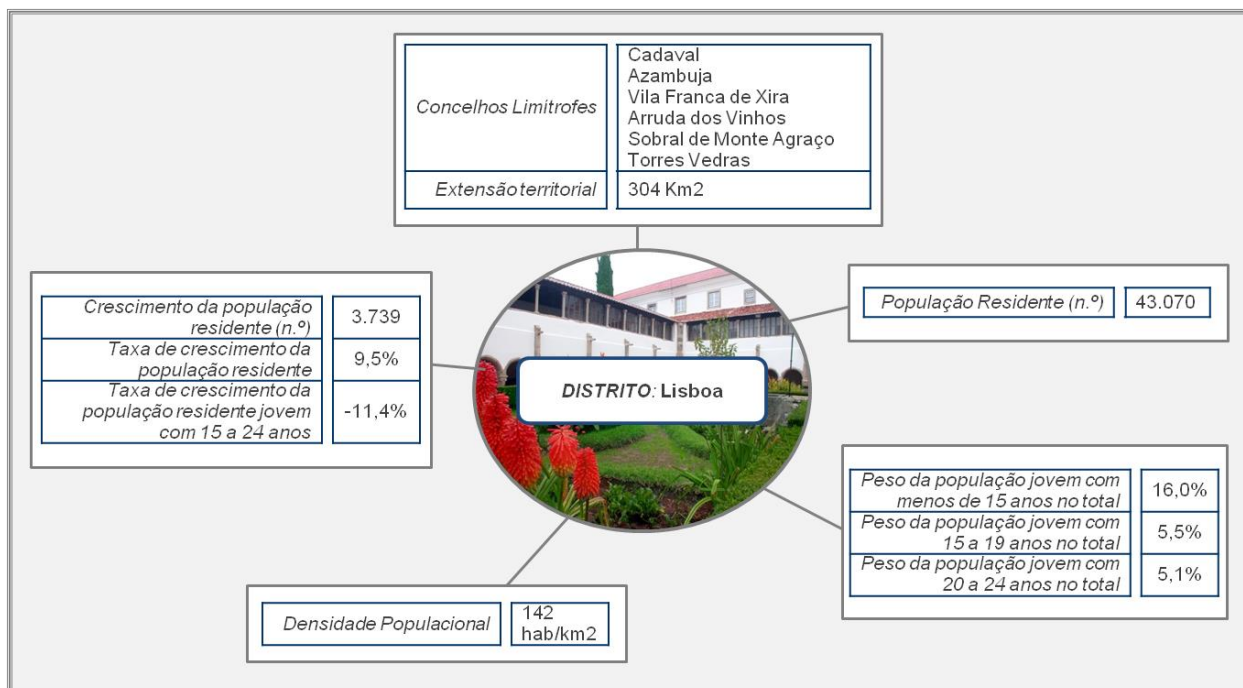 Concelhos Limítrofes
Cadaval
Azambuja
Vila Franca de Xira
Arruda dos Vinhos
Sobral de Monte Agraço
Torres Vedras
Extensão territorial
304 Km2
Crescimento da população
residente (n.º)
3.739
Taxa de crescimento da
população residente
9,5%
Taxa de crescimento da
população residente jovem
com 15 a 24 anos
-11,4%
População Residente (n.º)
43.070
DISTRITO: Lisboa
Peso da população jovem com
menos de 15 anos no total
16,0%
Peso da população jovem com
15 a 19 anos no total
5,5%
Peso da população jovem com
20 a 24 anos no total
5,1%
Densidade Populacional
142
hab/km2